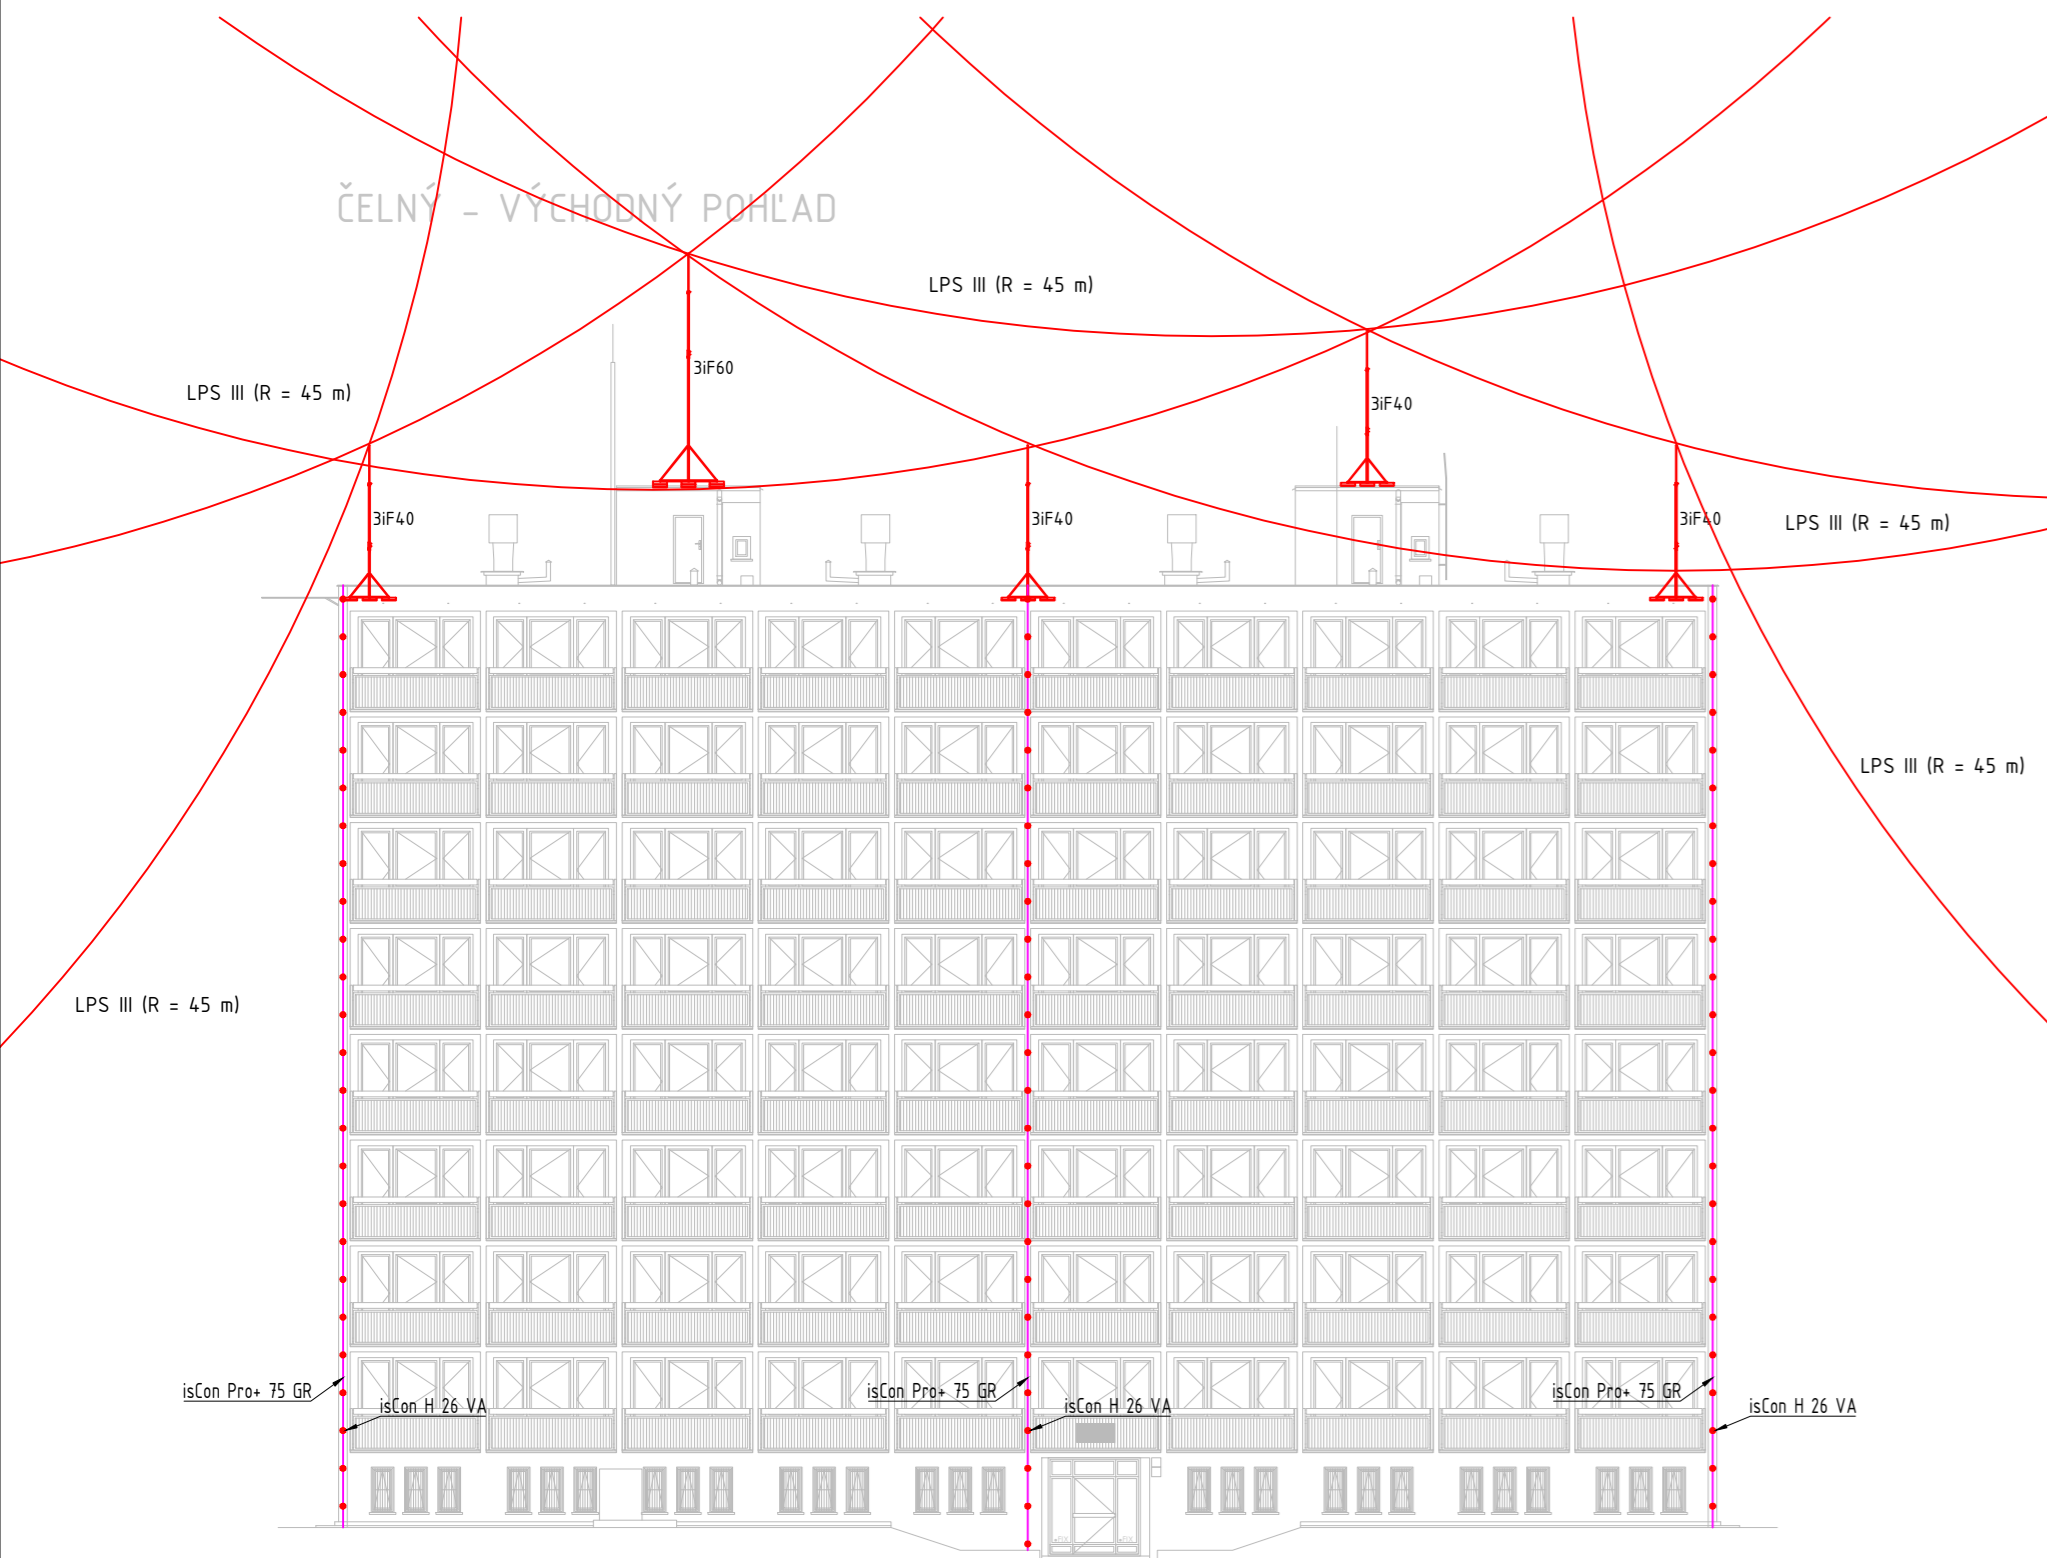 ČELNÝ - VÝCHODNÝ POHĽAD
LPS III (R = 45 m)
3iF60
LPS III (R = 45 m)
3iF40
3iF40
3iF40
3iF40
LPS III (R = 45 m)
LPS III (R = 45 m)
LPS III (R = 45 m)
isCon Pro+ 75 GR
isCon H 26 VA
isCon Pro+ 75 GR
isCon H 26 VA
isCon Pro+ 75 GR
isCon H 26 VA